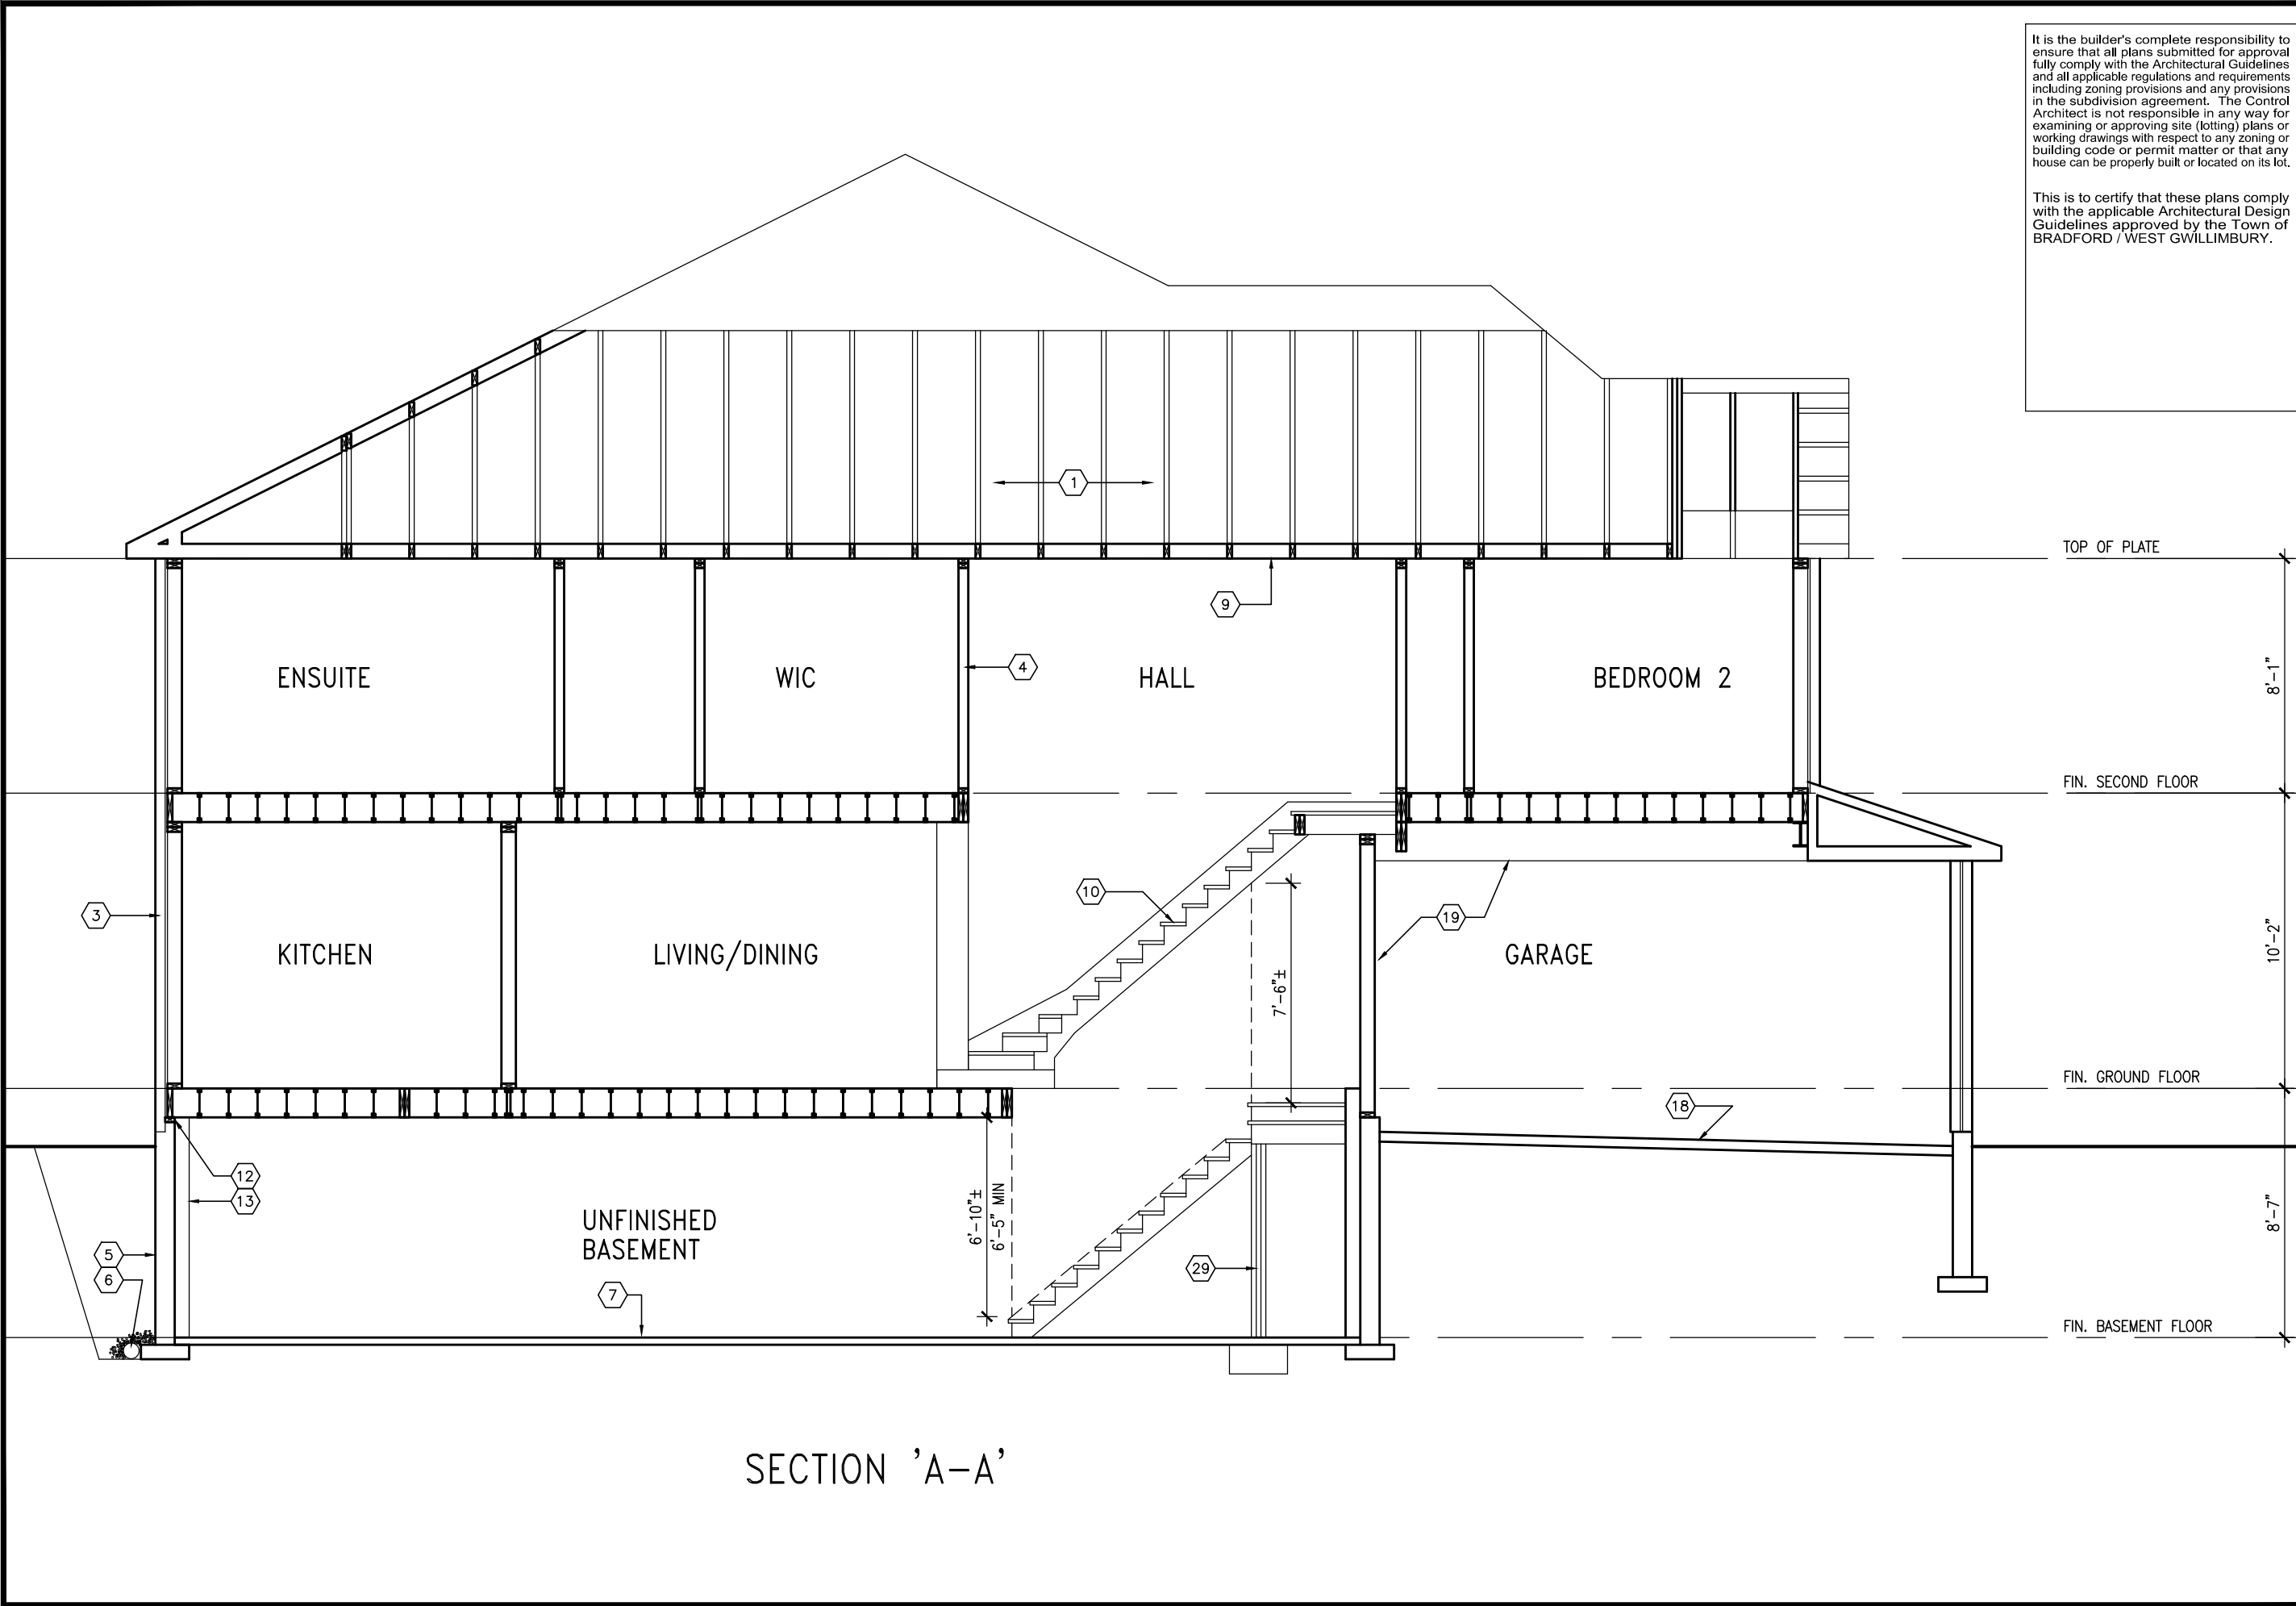 It is the builder's complete responsibility to
ensure that all plans submitted for approval
fully comply with the Architectural Guidelines
and all applicable regulations and requirements
including zoning provisions and any provisions
in the subdivision agreement. The Control
Architect is not responsible in any way for
examining or approving site (lotting) plans or
working drawings with respect to any zoning or
building code or permit matter or that any
house can be properly built or located on its lot.
This is to certify that these plans comply
with the applicable Architectural Design
Guidelines approved by the Town of
BRADFORD / WEST GWILLIMBURY.
1
TOP OF PLATE
9
ENSUITE
WIC
4
HALL
BEDROOM 2
8'-1"
FIN. SECOND FLOOR
3
10
19
KITCHEN
LIVING/DINING
GARAGE
7'-6"±
10'-2"
FIN. GROUND FLOOR
18
12
13
6'-10"±
6'-5" MIN
UNFINISHED
BASEMENT
8'-7"
5
6
7
29
FIN. BASEMENT FLOOR
SECTION 'A-A'